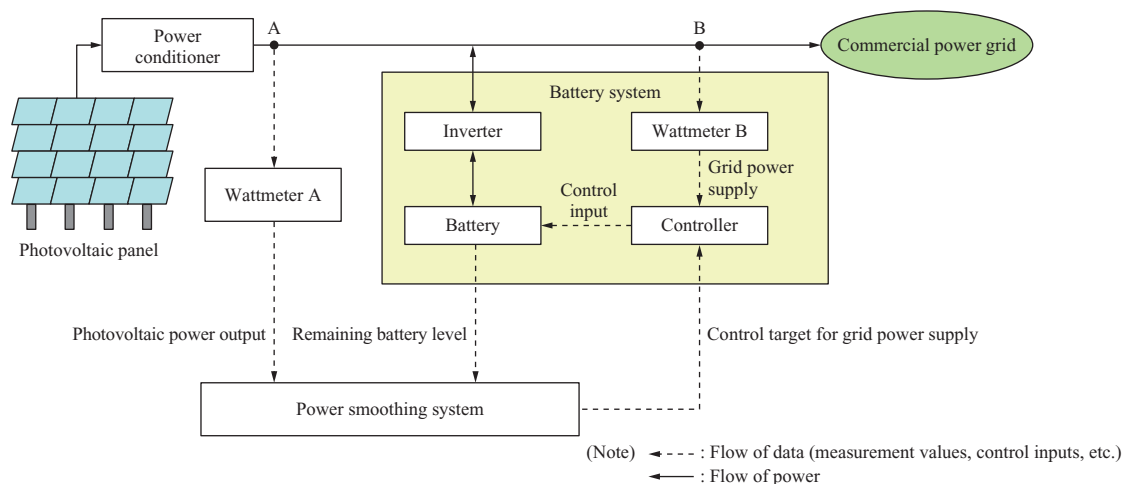 Power
conditioner
A
B
Commercial power grid
Battery system
Inverter
Wattmeter B
Wattmeter A
Grid power
supply
Control
input
Battery
Controller
Photovoltaic panel
Photovoltaic power output
Remaining battery level
Control target for grid power supply
Power smoothing system
(Note)
: Flow of data (measurement values, control inputs, etc.)
: Flow of power